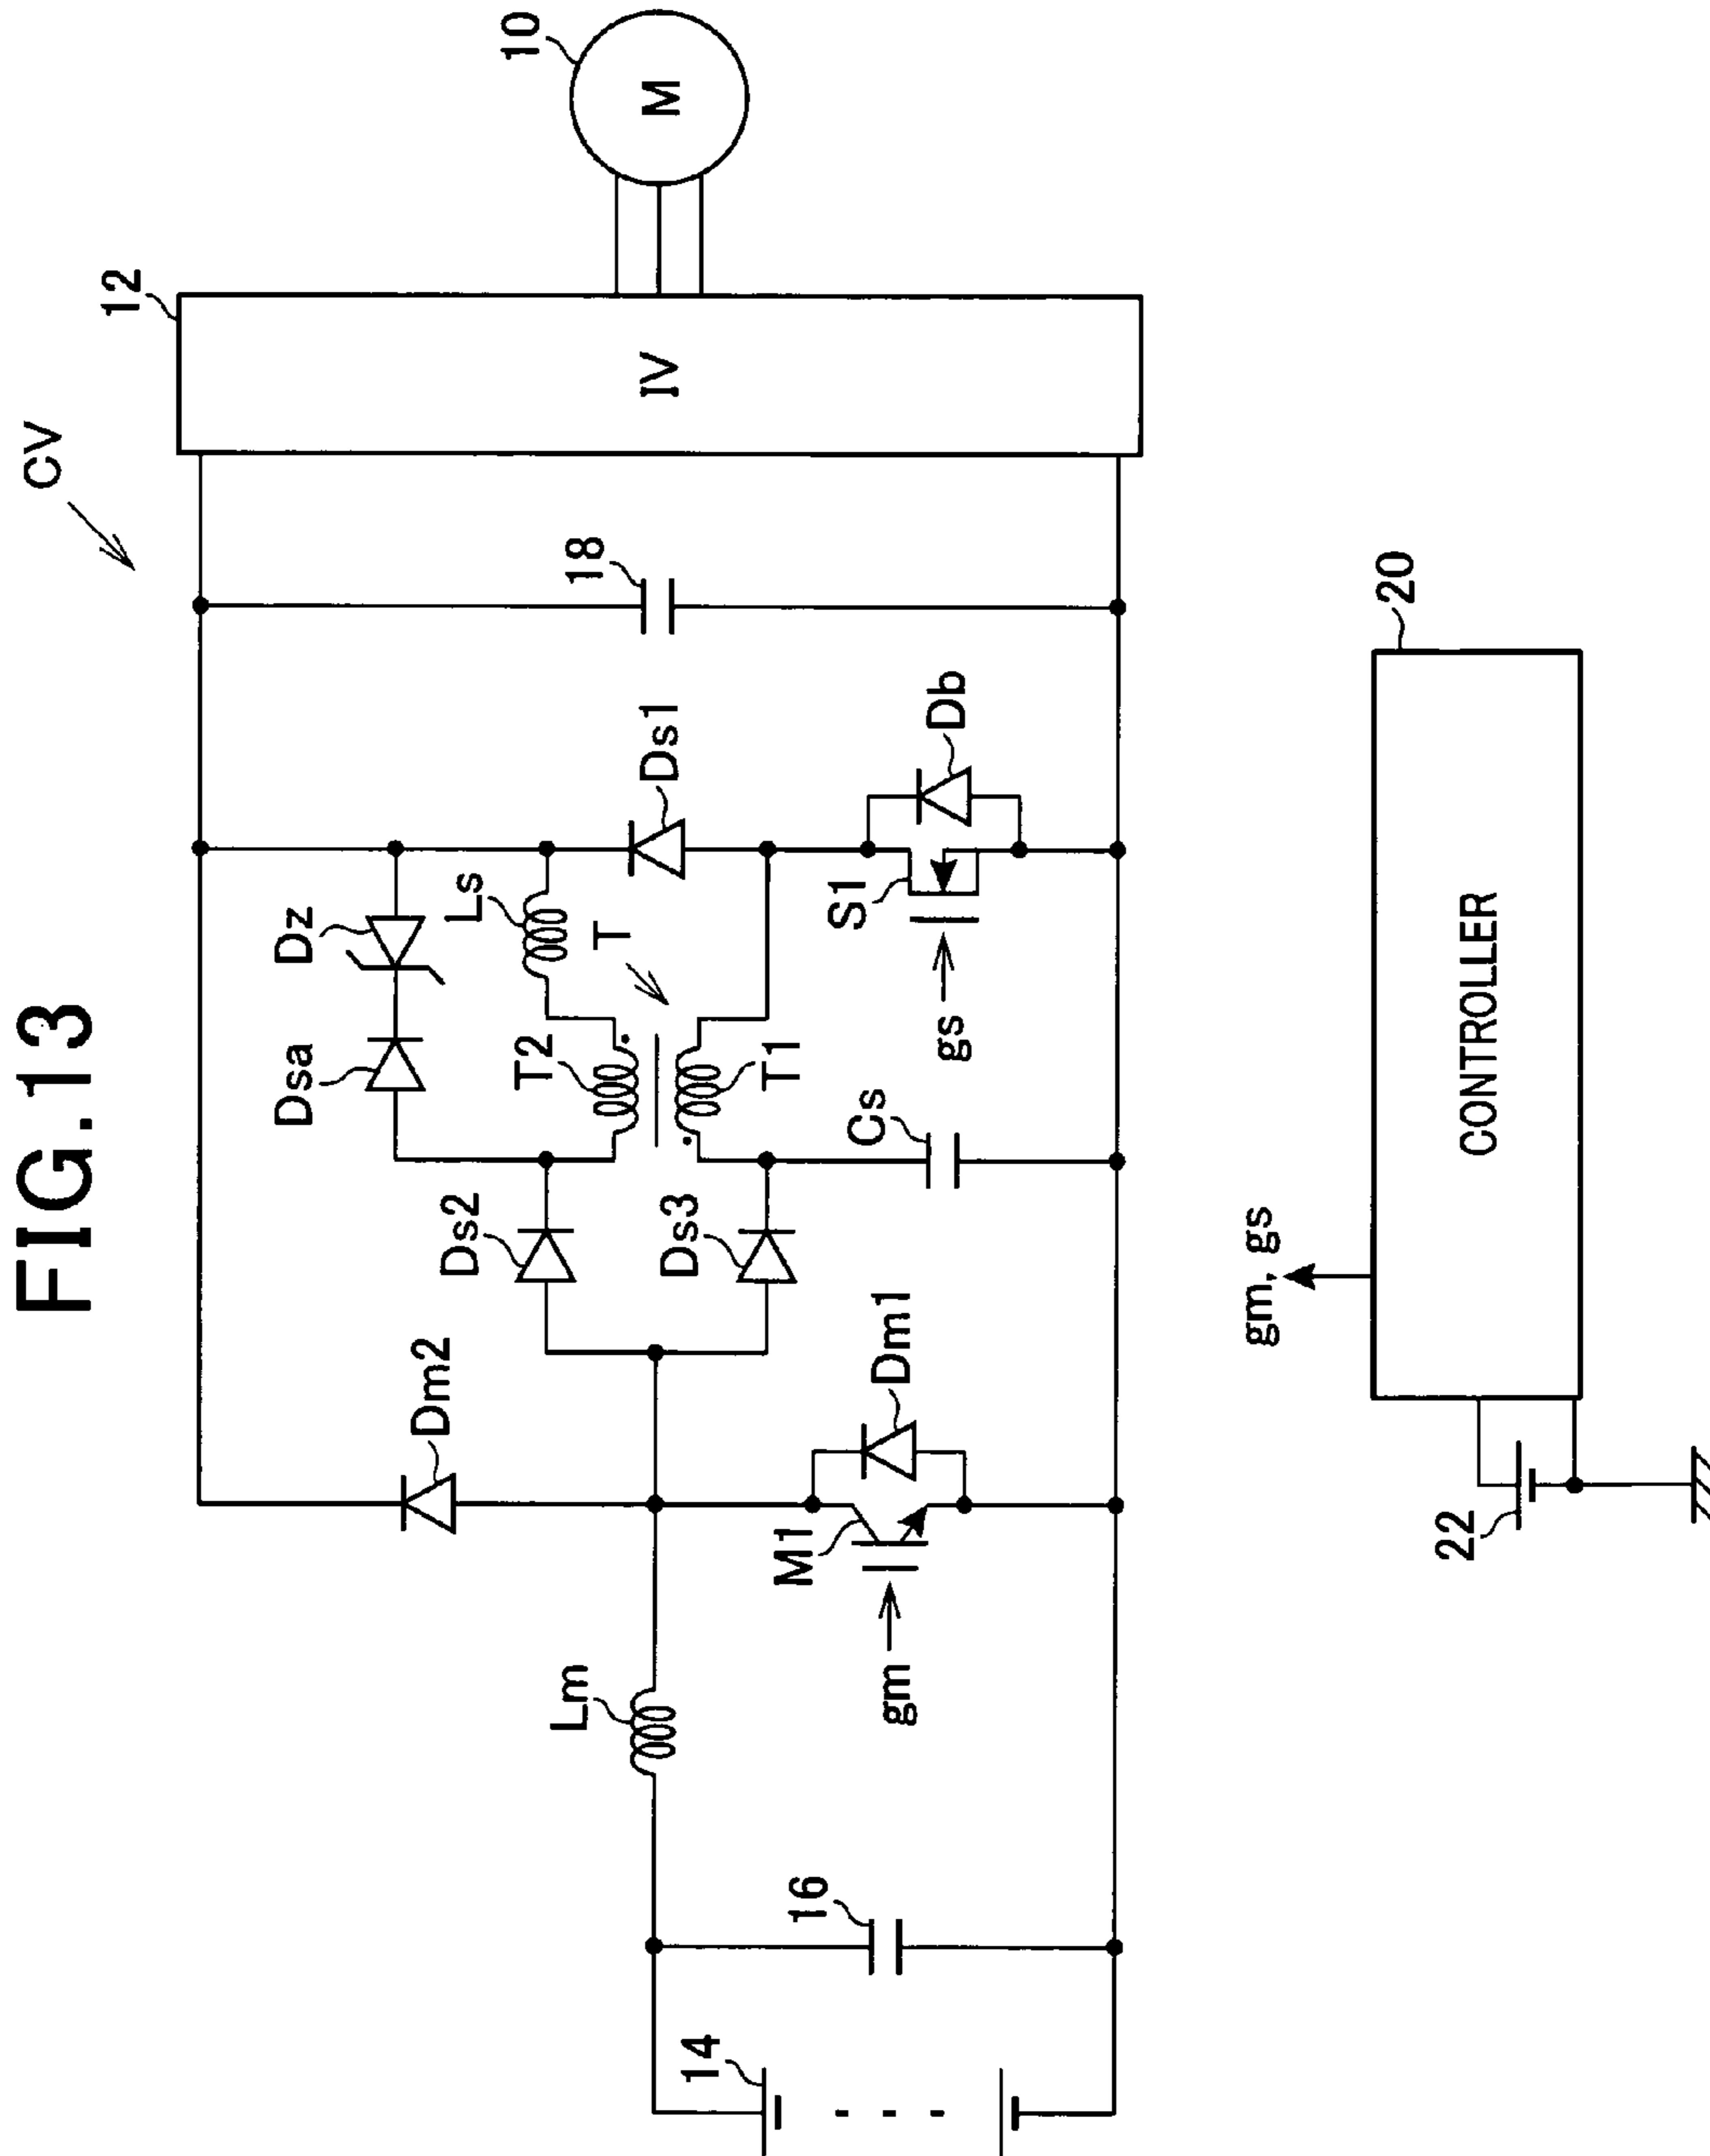 FIG.13
CV
12
10
M
IV
18
Dm2
Dsa
Dz
Ds2
T2
Ls
T
Ds1
Lm
Ds3
T1
14
16
M1
Dm1
Cs
S1
Db
gm
gs
gm, gs
20
22
CONTROLLER